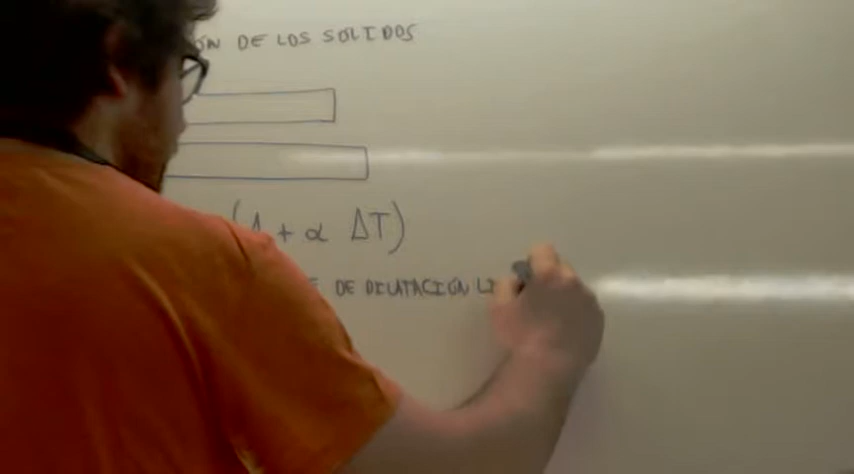 ÓN DE LOS SOLIDOS
(1 + α ΔT)
E DE DILATACIÓN LI